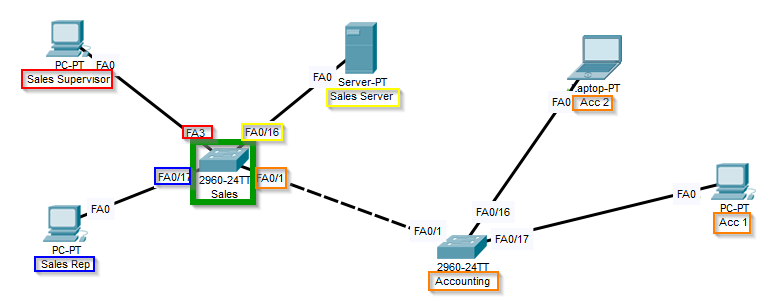 PC-PT
FA0
Sales Supervisor
FA0
Server-PT
Sales Server
FA3
FA0/16
FA0/17
2960-24TT
FA0/1
Sales
FA0
PC-PT
Sales Rep
Laptop-PT
FA0
Acc 2
FA0
PC-PT
Acc 1
FA0/16
FA0/1
FA0/17
2960-24TT
Accounting